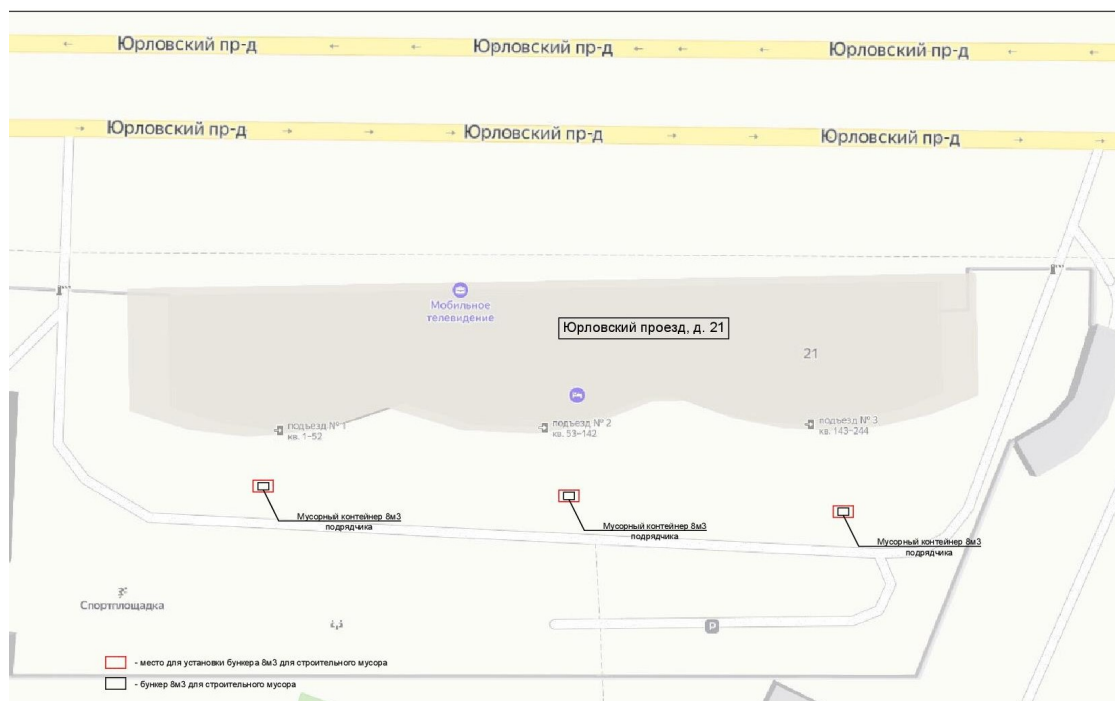 Юрловский пр-д
Юрловский пр-д
Юрловский пр-д
Юрловский пр-д
Юрловский пр-д
Юрловский пр-д
Мобильное
телевидение
Юрловский проезд, д. 21
21
подъезд № 1
кв. 1–52
подъезд № 2
кв. 53–142
подъезд № 3
кв. 143–244
Мусорный контейнер 8м3
подрядчика
Мусорный контейнер 8м3
подрядчика
Мусорный контейнер 8м3
подрядчика
Спортплощадка
P
- место для установки бункера 8м3 для строительного мусора
- бункер 8м3 для строительного мусора